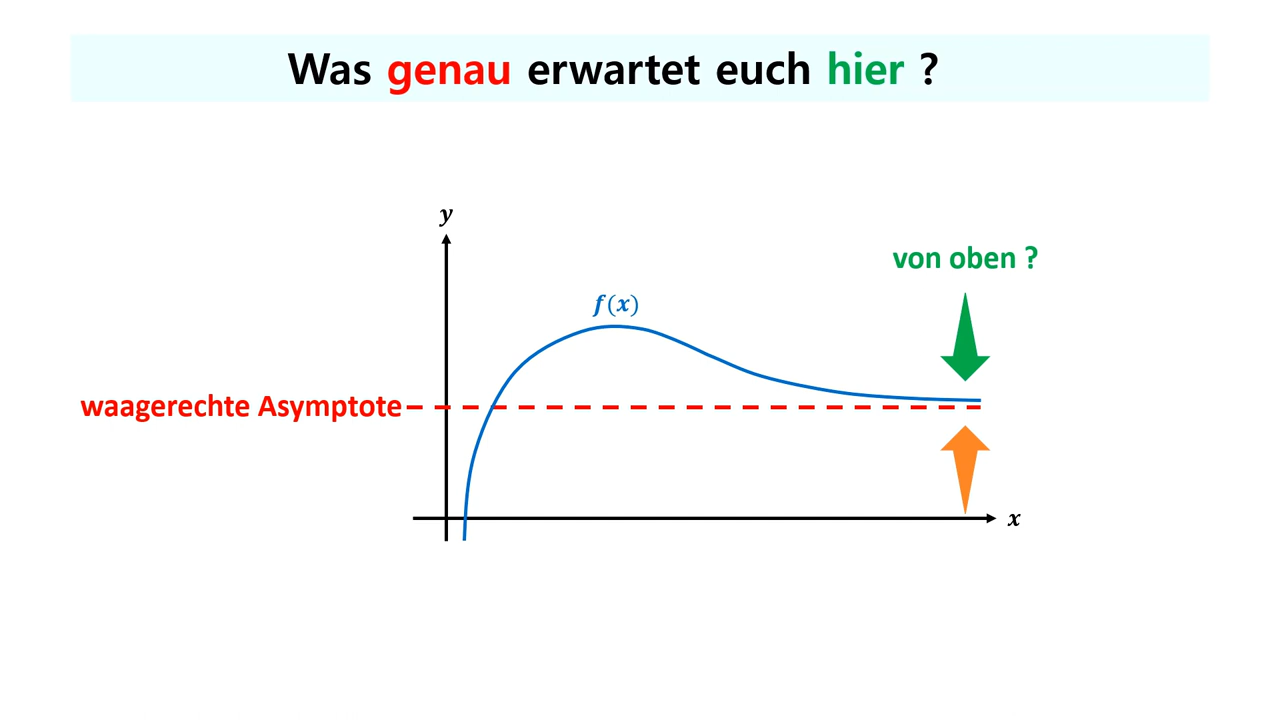 Was genau erwartet euch hier ?
y
von oben ?
f(x)
waagerechte Asymptote
x